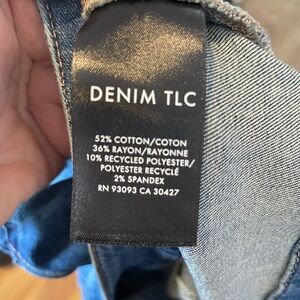 DENIM TLC
52% COTTON/COTON
36% RAYON/RAYONNE
10% RECYCLED POLYESTER/
POLYESTER RECYCLÉ
2% SPANDEX
RN 93093 CA 30427